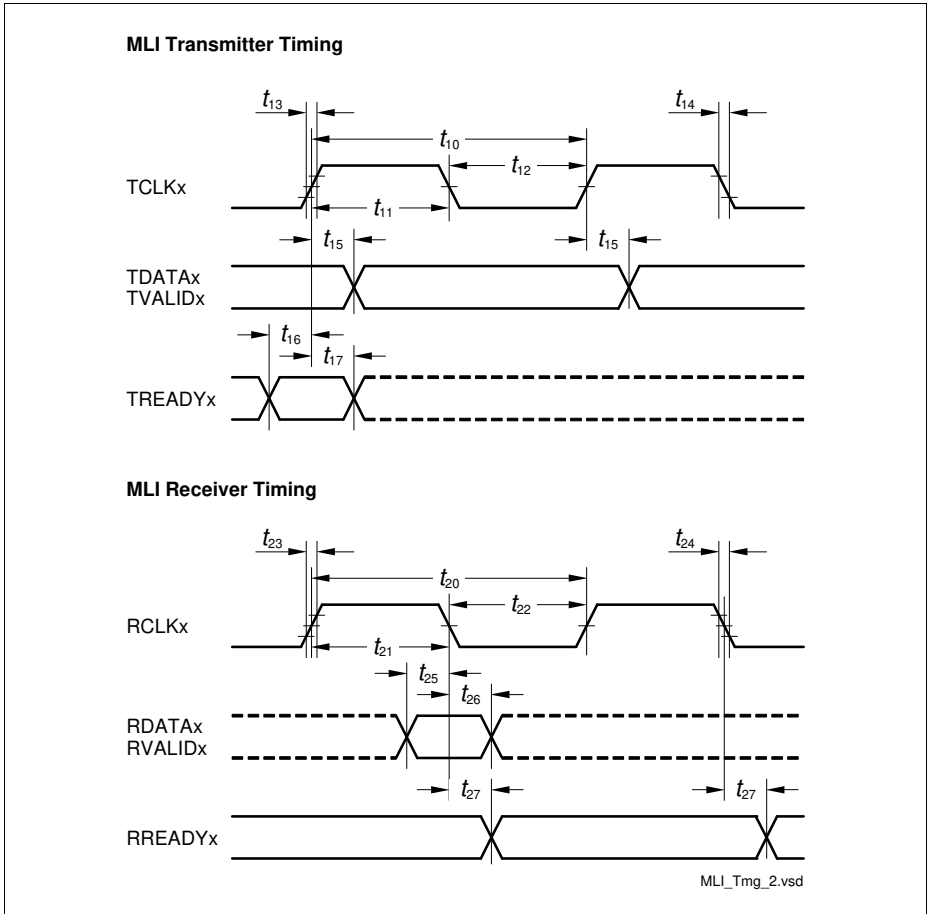 MLI Transmitter Timing
t13
t14
t10
t12
TCLKx
t11
t15
t15
TDATAx
TVALIDx
t16
t17
TREADYx
MLI Receiver Timing
t23
t24
t20
t22
RCLKx
t21
t25
t26
RDATAx
RVALIDx
t27
t27
RREADYx
MLI_Tmg_2.vsd